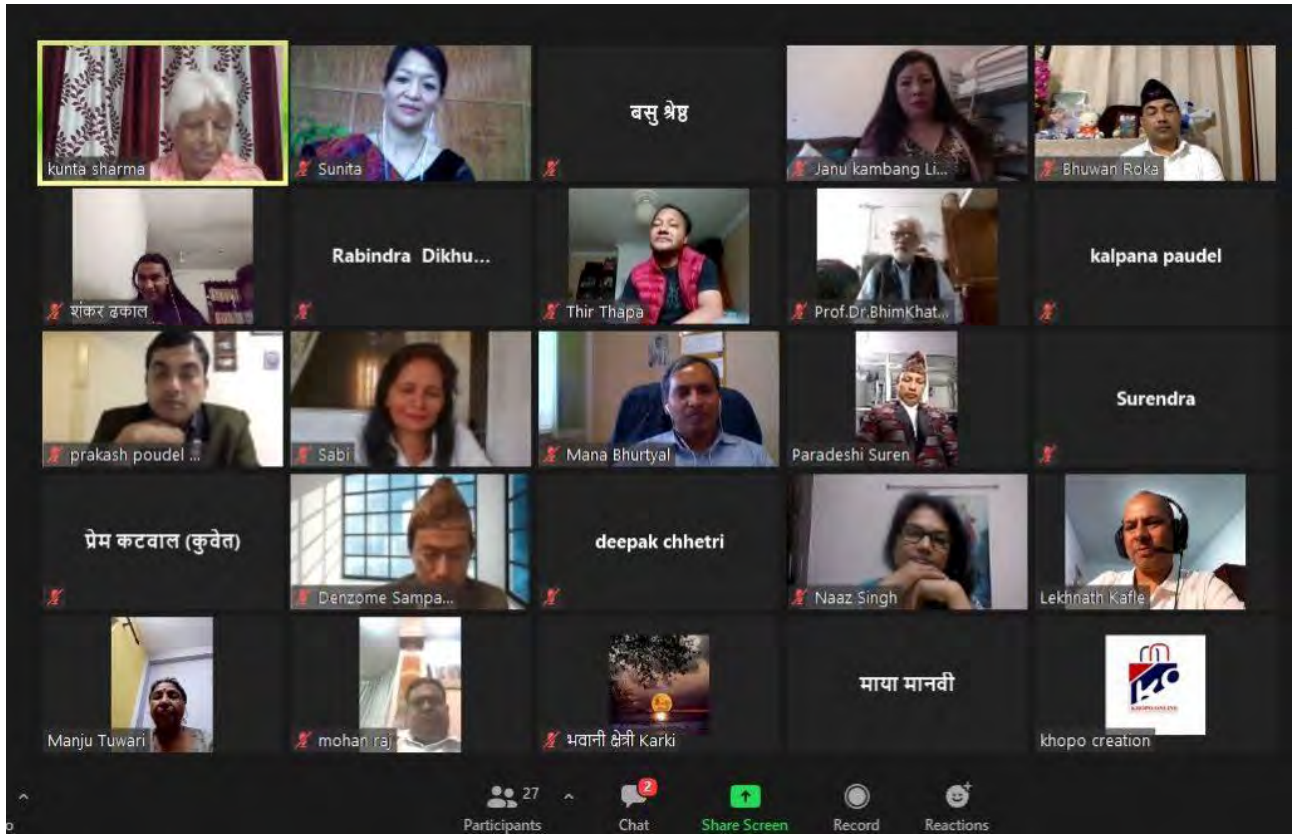 kunta sharma
Sunita
बसु श्रेष्ठ
Janu kambang Li...
Bhuwan Roka
शंकर ढकाल
Rabindra Dikhu...
Thir Thapa
Prof.Dr.BhimKhat...
kalpana paudel
prakash poudel ...
Sabi
Mana Bhurtyal
Paradeshi Suren
Surendra
प्रेम कटवाल (कुवेत)
Denzome Sampa...
deepak chhetri
Naaz Singh
Lekhnath Kafle
Manju Tuwari
mohan raj
भवानी क्षेत्री Karki
माया मानवी
KHOPO ONLINE
khopo creation
27
2
Participants
Chat
Share Screen
Record
Reactions